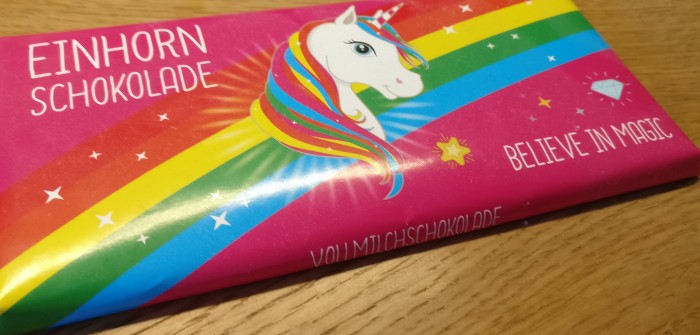 EINHORN
SCHOKOLADE
BELIEVE IN MAGIC
VOLLMILCHSCHOKOLADE